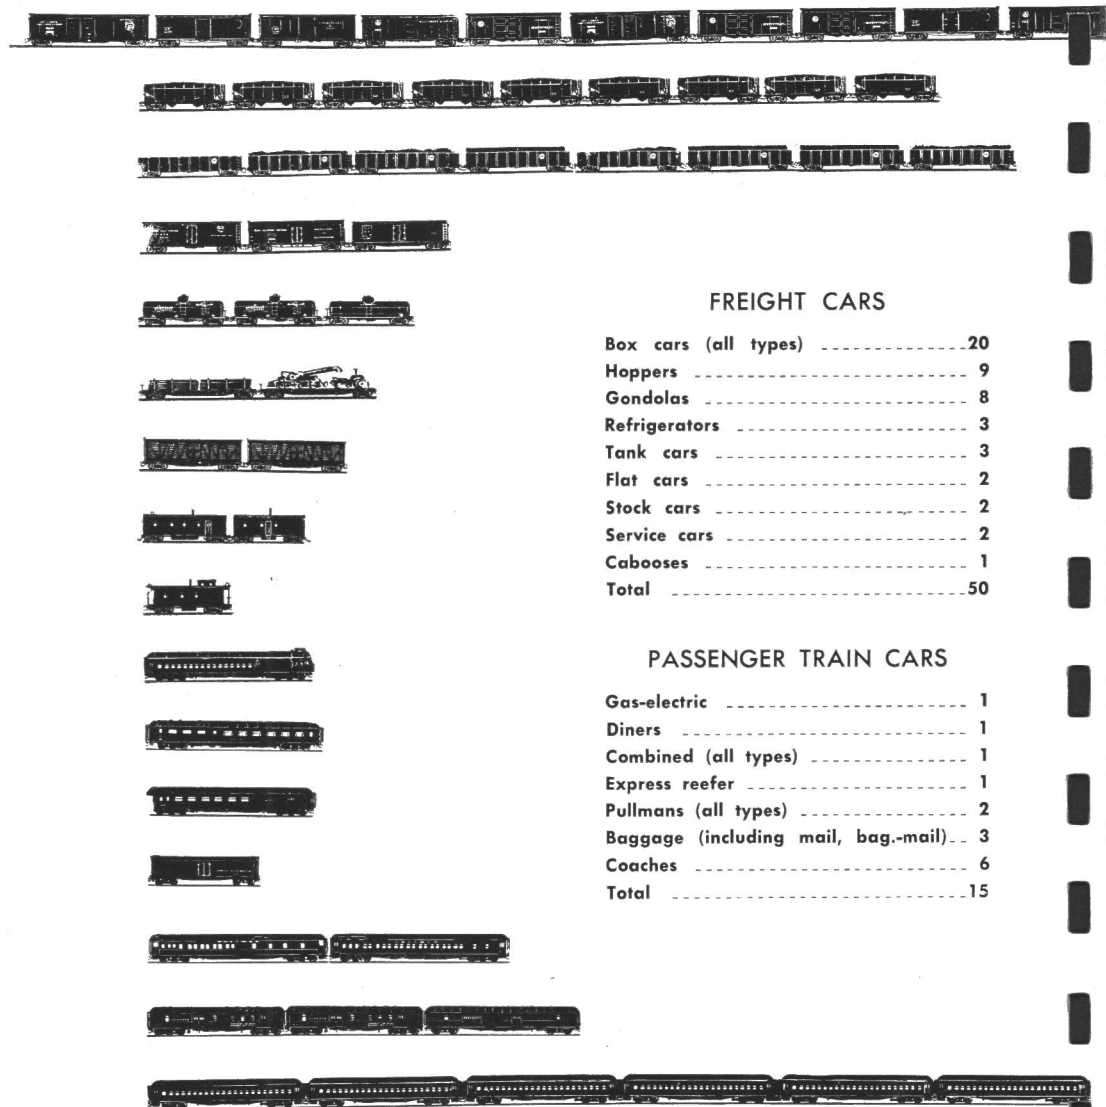 FREIGHT CARS
Box cars (all types) 20
Hoppers 9
Gondolas 8
Refrigerators 3
Tank cars 3
Flat cars 2
Stock cars 2
Service cars 2
Cabooses 1
Total 50
PASSENGER TRAIN CARS
Gas-electric 1
Diners 1
Combined (all types) 1
Express reefer 1
Pullmans (all types) 2
Baggage (including mail, bag.-mail) 3
Coaches 6
Total 15